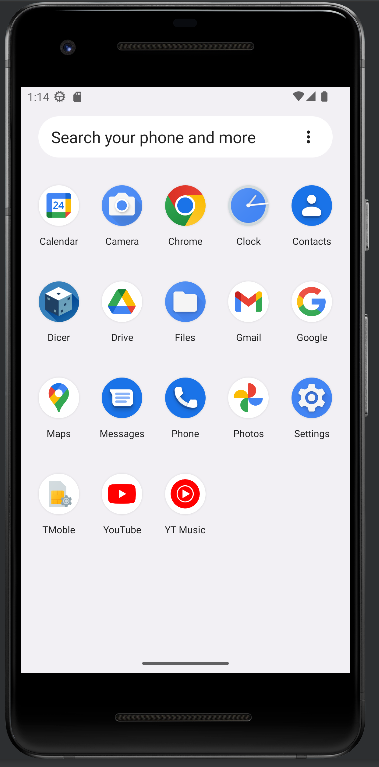 1:14
Search your phone and more
24
Calendar
Camera
Chrome
Clock
Contacts
Dicer
Drive
Files
Gmail
Google
Maps
Messages
Phone
Photos
Settings
TMoble
YouTube
YT Music